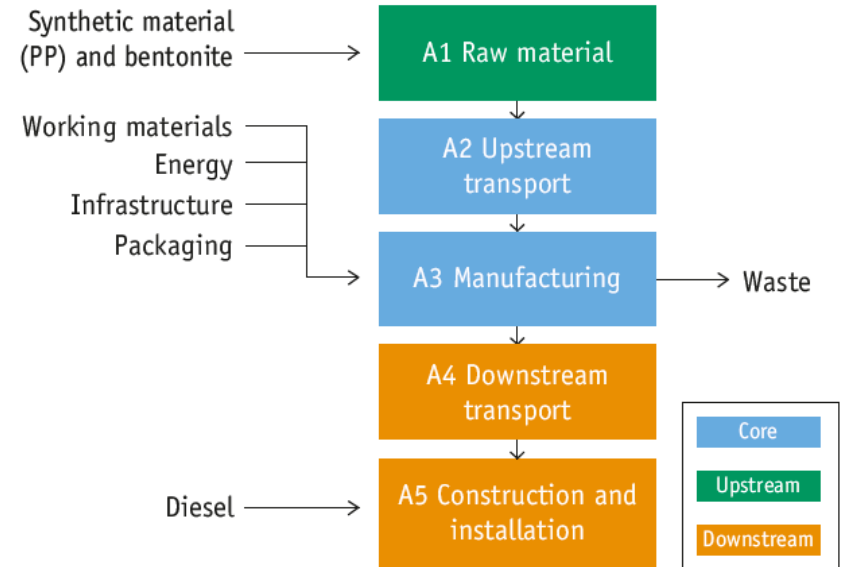 Synthetic material
(PP) and bentonite
A1 Raw material
Working materials
Energy
Infrastructure
Packaging
A2 Upstream
transport
A3 Manufacturing
Waste
A4 Downstream
transport
Diesel
A5 Construction and
installation
Core
Upstream
Downstream